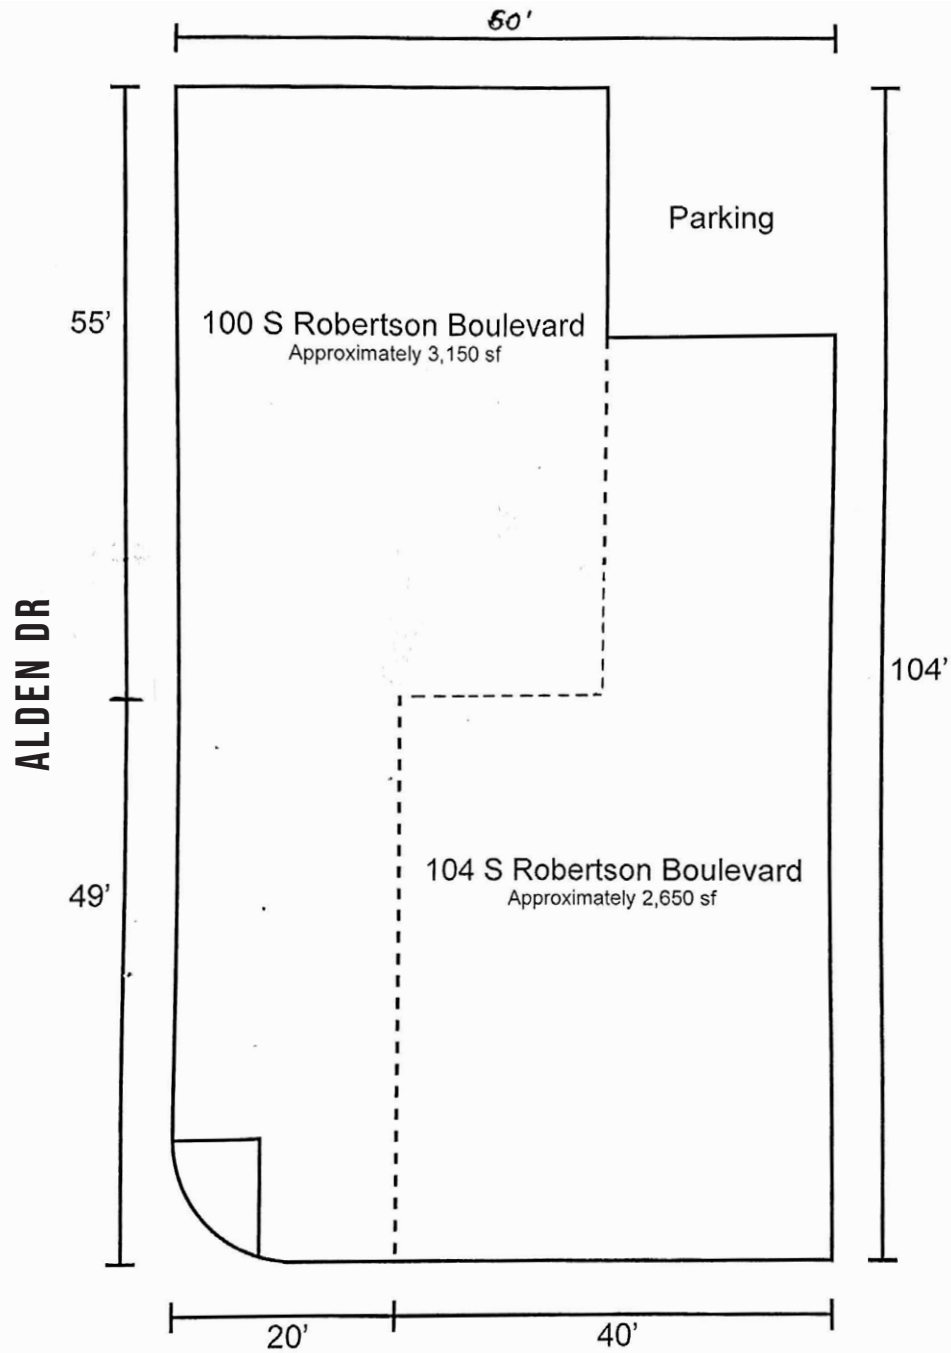 60'
Parking
55'
100 S Robertson Boulevard
Approximately 3,150 sf
ALDEN DR
104'
104 S Robertson Boulevard
Approximately 2,650 sf
49'
20'
40'